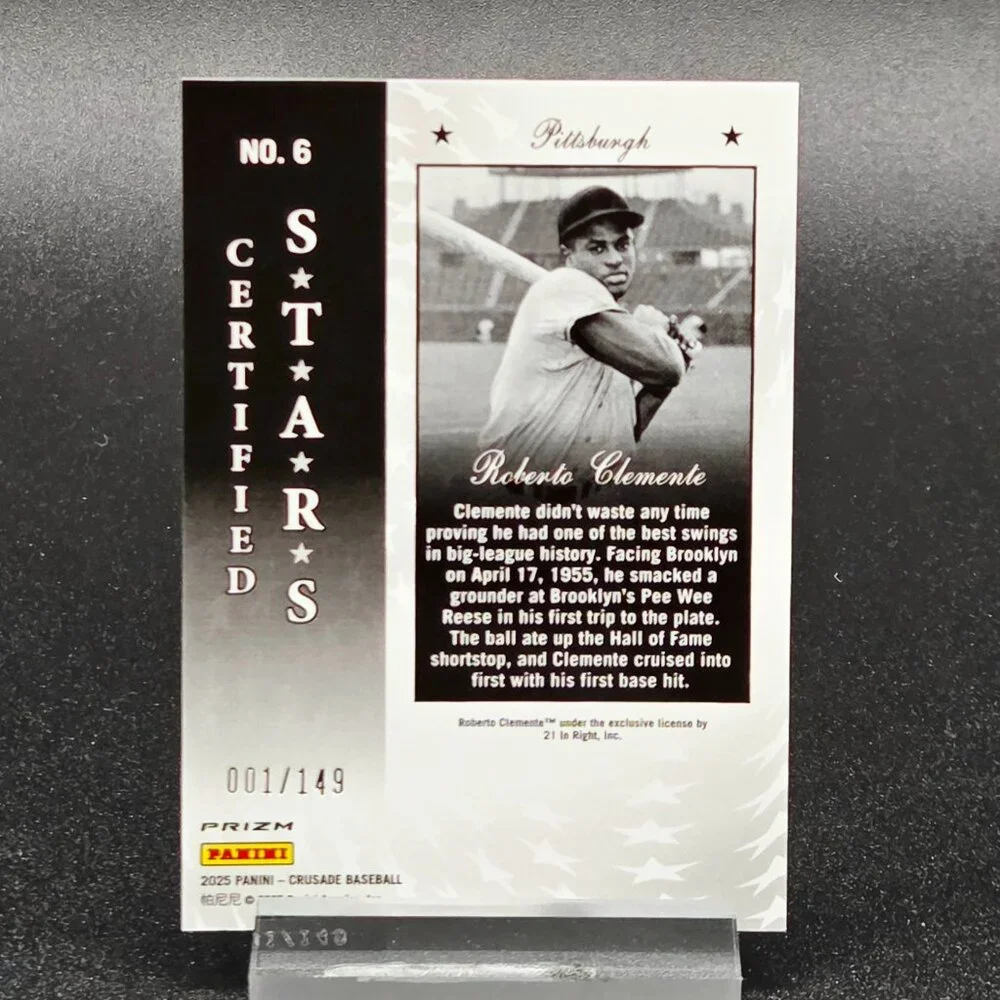 NO. 6
CERTIFIED
S★T★A★R★S
Pittsburgh
Roberto Clemente
Clemente didn't waste any time
proving he had one of the best swings
in big-league history. Facing Brooklyn
on April 17, 1955, he smacked a
grounder at Brooklyn's Pee Wee
Reese in his first trip to the plate.
The ball ate up the Hall of Fame
shortstop, and Clemente cruised into
first with his first base hit.
Roberto Clemente™ under the exclusive license by
21 In Right, Inc.
001/149
PRIZM
PANINI
2025 PANINI – CRUSADE BASEBALL
帕尼尼 ©